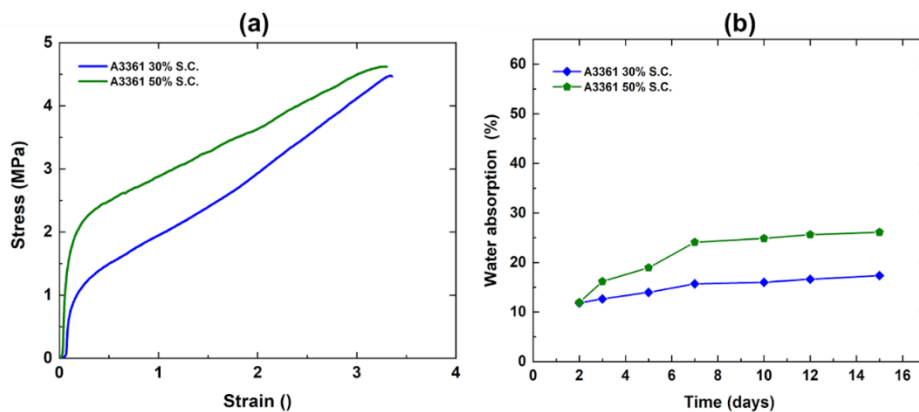 (a)
5
4
3
2
1
0
A3361 30% S.C.
A3361 50% S.C.
Stress (MPa)
0 1 2 3 4
Strain ()
(b)
60
50
40
30
20
10
0
A3361 30% S.C.
A3361 50% S.C.
Water absorption (%)
0 2 4 6 8 10 12 14 16
Time (days)